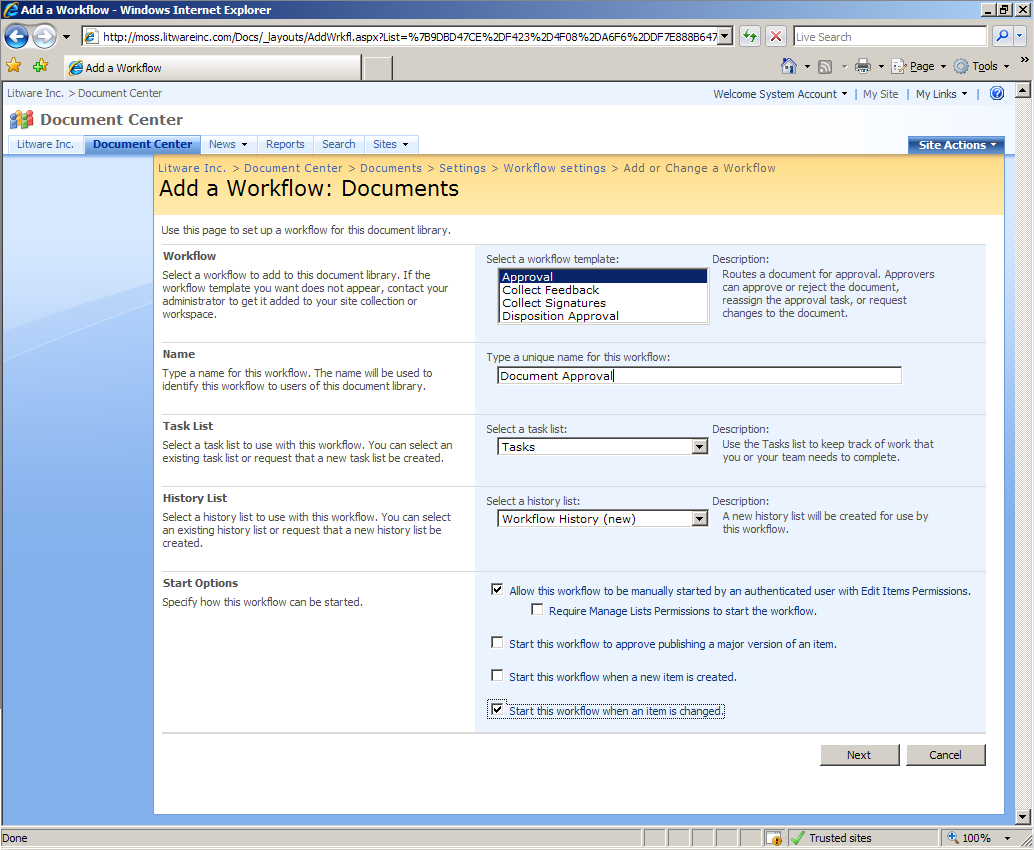 Add a Workflow - Windows Internet Explorer
http://moss.litwareinc.com/Docs/_layouts/AddWrkfl.aspx?List=%7B9DBD47CE%2DF423%2D4F08%2DA6F6%2DDF7E888B647
Live Search
Add a Workflow
Page
Tools
»
Litware Inc. > Document Center
Welcome System Account
| My Site | My Links |
Document Center
Litware Inc.
Document Center
News
Reports
Search
Sites
Site Actions
Litware Inc. > Document Center > Documents > Settings > Workflow settings > Add or Change a Workflow
Add a Workflow: Documents
Use this page to set up a workflow for this document library.
Workflow
Select a workflow to add to this document library. If the
workflow template you want does not appear, contact your
administrator to get it added to your site collection or
workspace.
Select a workflow template:
Approval
Collect Feedback
Collect Signatures
Disposition Approval
Description:
Routes a document for approval. Approvers
can approve or reject the document,
reassign the approval task, or request
changes to the document.
Name
Type a name for this workflow. The name will be used to
identify this workflow to users of this document library.
Type a unique name for this workflow:
Document Approval
Task List
Select a task list to use with this workflow. You can select an
existing task list or request that a new task list be created.
Select a task list:
Tasks
Description:
Use the Tasks list to keep track of work that
you or your team needs to complete.
History List
Select a history list to use with this workflow. You can select
an existing history list or request that a new history list be
created.
Select a history list:
Workflow History (new)
Description:
A new history list will be created for use by
this workflow.
Start Options
Specify how this workflow can be started.
Allow this workflow to be manually started by an authenticated user with Edit Items Permissions.
Require Manage Lists Permissions to start the workflow.
Start this workflow to approve publishing a major version of an item.
Start this workflow when a new item is created.
Start this workflow when an item is changed.
Next
Cancel
Done
Trusted sites
100%